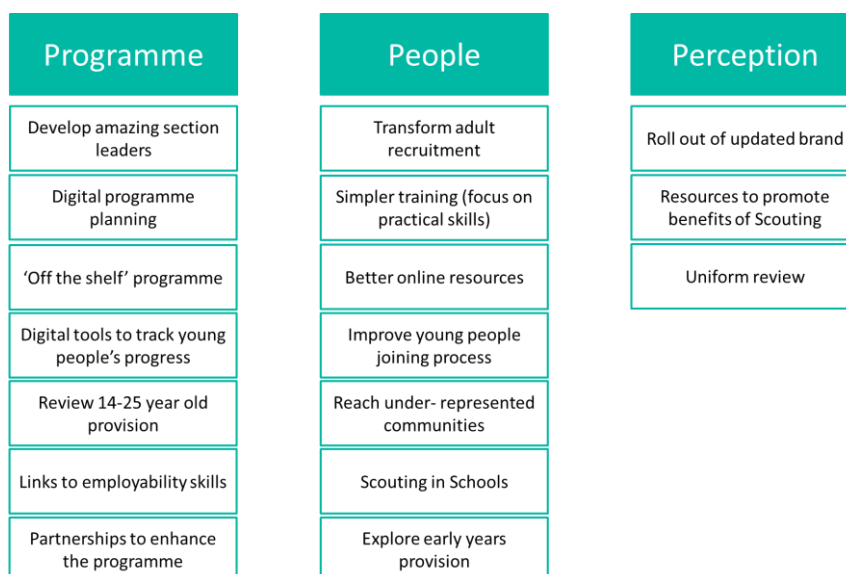 Programme
Develop amazing section
leaders
Digital programme
planning
‘Off the shelf’ programme
Digital tools to track young
people’s progress
Review 14-25 year old
provision
Links to employability skills
Partnerships to enhance
the programme
People
Transform adult
recruitment
Simpler training (focus on
practical skills)
Better online resources
Improve young people
joining process
Reach under- represented
communities
Scouting in Schools
Explore early years
provision
Perception
Roll out of updated brand
Resources to promote
benefits of Scouting
Uniform review